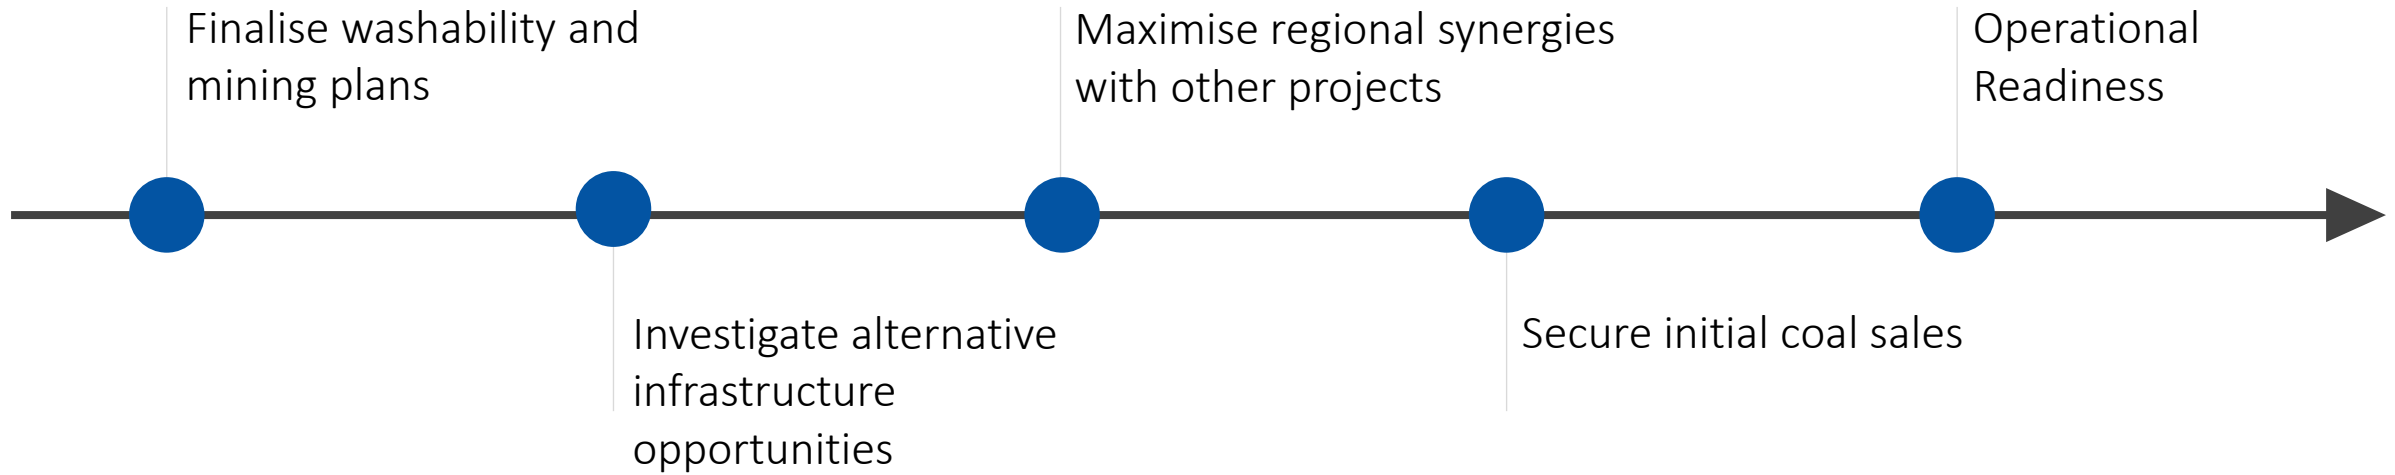 Finalise washability and
mining plans
Investigate alternative
infrastructure
opportunities
Maximise regional synergies
with other projects
Secure initial coal sales
Operational
Readiness